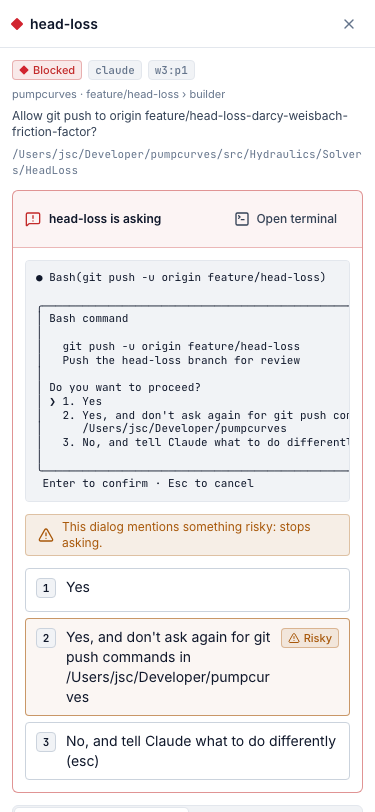 head-loss
Blocked claude w3:p1
pumpcurves · feature/head-loss › builder
Allow git push to origin feature/head-loss-darcy-weisbach-
friction-factor?
/Users/jsc/Developer/pumpcurves/src/Hydraulics/Solver
s/HeadLoss
head-loss is asking Open terminal
● Bash(git push -u origin feature/head-loss)
Bash command
git push -u origin feature/head-loss
Push the head-loss branch for review
Do you want to proceed?
❯ 1. Yes
2. Yes, and don't ask again for git push com
/Users/jsc/Developer/pumpcurves
3. No, and tell Claude what to do different
Enter to confirm · Esc to cancel
This dialog mentions something risky: stops
asking.
1 Yes
2 Yes, and don't ask again for git Risky
push commands in
/Users/jsc/Developer/pumpcur
ves
3 No, and tell Claude what to do differently
(esc)